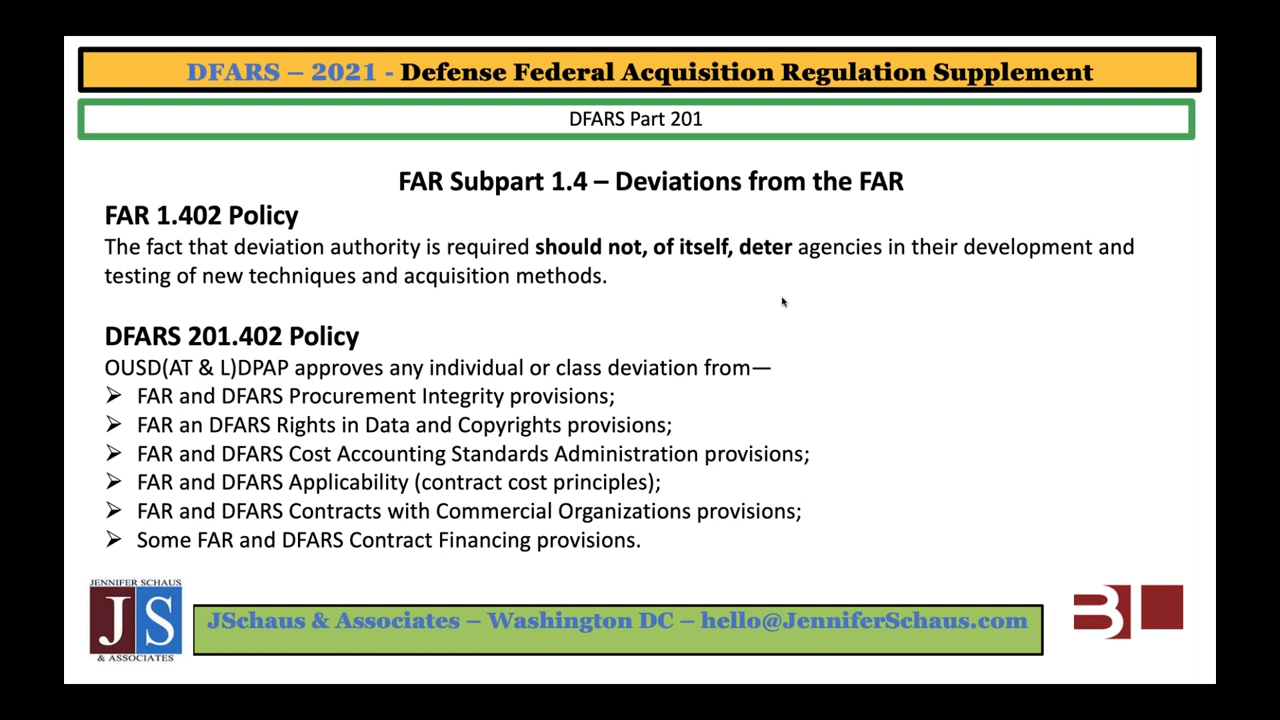 DFARS – 2021 - Defense Federal Acquisition Regulation Supplement
DFARS Part 201
FAR Subpart 1.4 – Deviations from the FAR
FAR 1.402 Policy
The fact that deviation authority is required should not, of itself, deter agencies in their development and
testing of new techniques and acquisition methods.
DFARS 201.402 Policy
OUSD(AT & L)DPAP approves any individual or class deviation from—
➢ FAR and DFARS Procurement Integrity provisions;
➢ FAR an DFARS Rights in Data and Copyrights provisions;
➢ FAR and DFARS Cost Accounting Standards Administration provisions;
➢ FAR and DFARS Applicability (contract cost principles);
➢ FAR and DFARS Contracts with Commercial Organizations provisions;
➢ Some FAR and DFARS Contract Financing provisions.
JENNIFER SCHAUS
JS
& ASSOCIATES
JSchaus & Associates – Washington DC – hello@JenniferSchaus.com
B